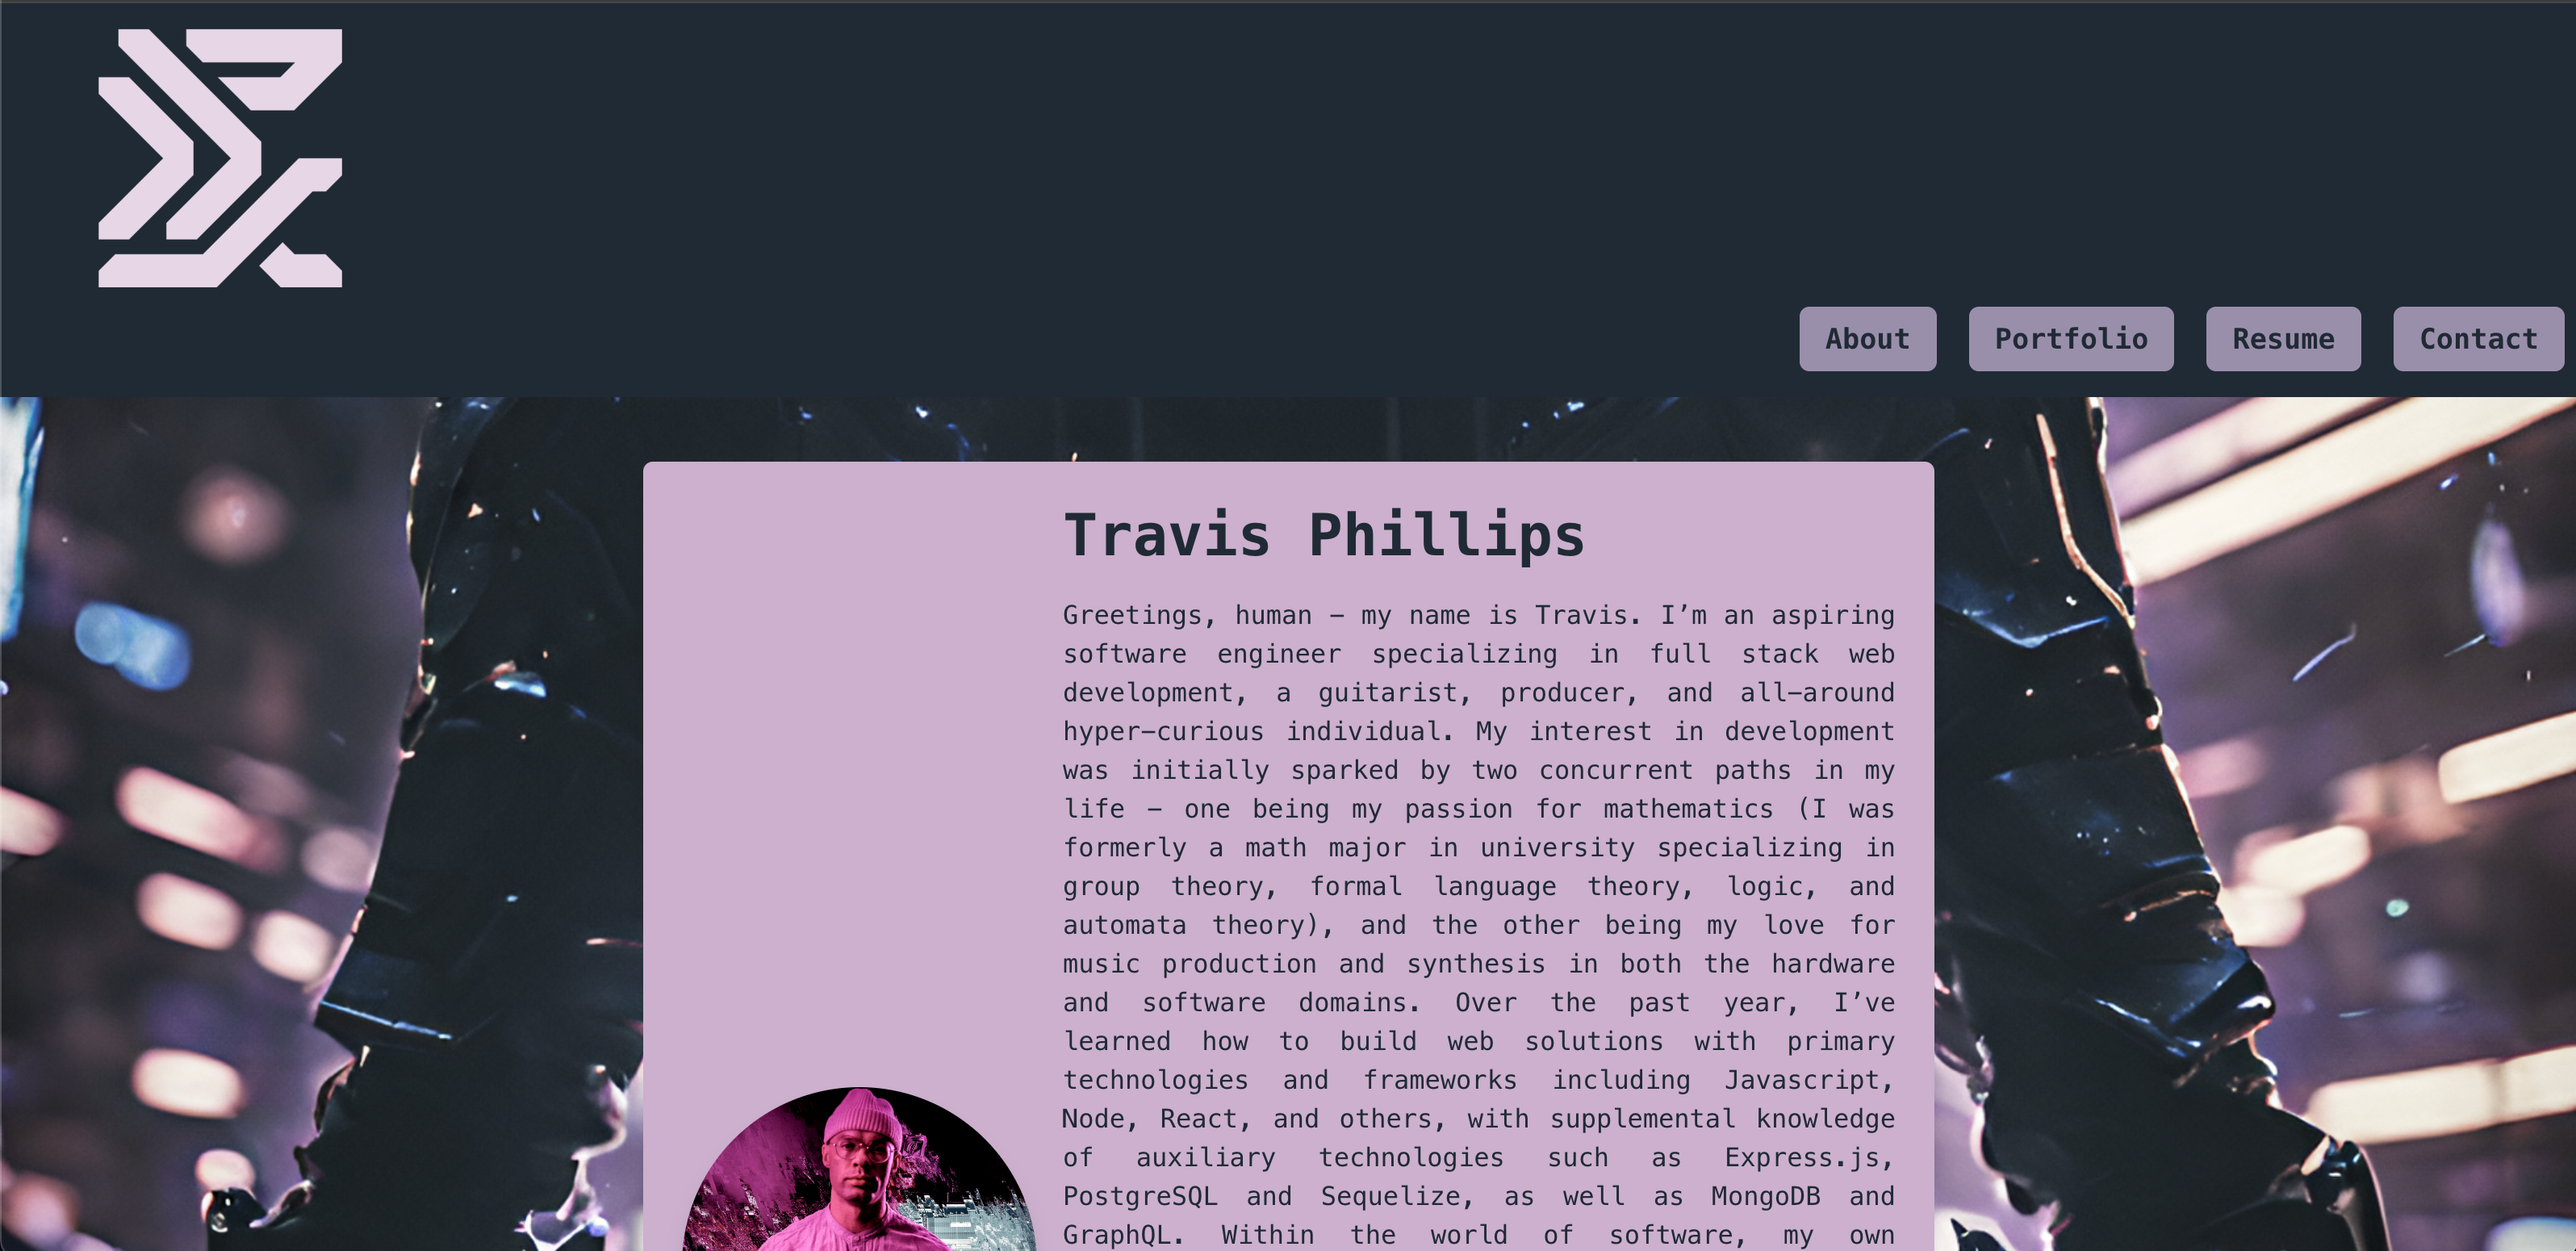 About
Portfolio
Resume
Contact
Travis Phillips
Greetings, human – my name is Travis. I’m an aspiring
software engineer specializing in full stack web
development, a guitarist, producer, and all-around
hyper-curious individual. My interest in development
was initially sparked by two concurrent paths in my
life – one being my passion for mathematics (I was
formerly a math major in university specializing in
group theory, formal language theory, logic, and
automata theory), and the other being my love for
music production and synthesis in both the hardware
and software domains. Over the past year, I’ve
learned how to build web solutions with primary
technologies and frameworks including Javascript,
Node, React, and others, with supplemental knowledge
of auxiliary technologies such as Express.js,
PostgreSQL and Sequelize, as well as MongoDB and
GraphQL. Within the world of software, my own